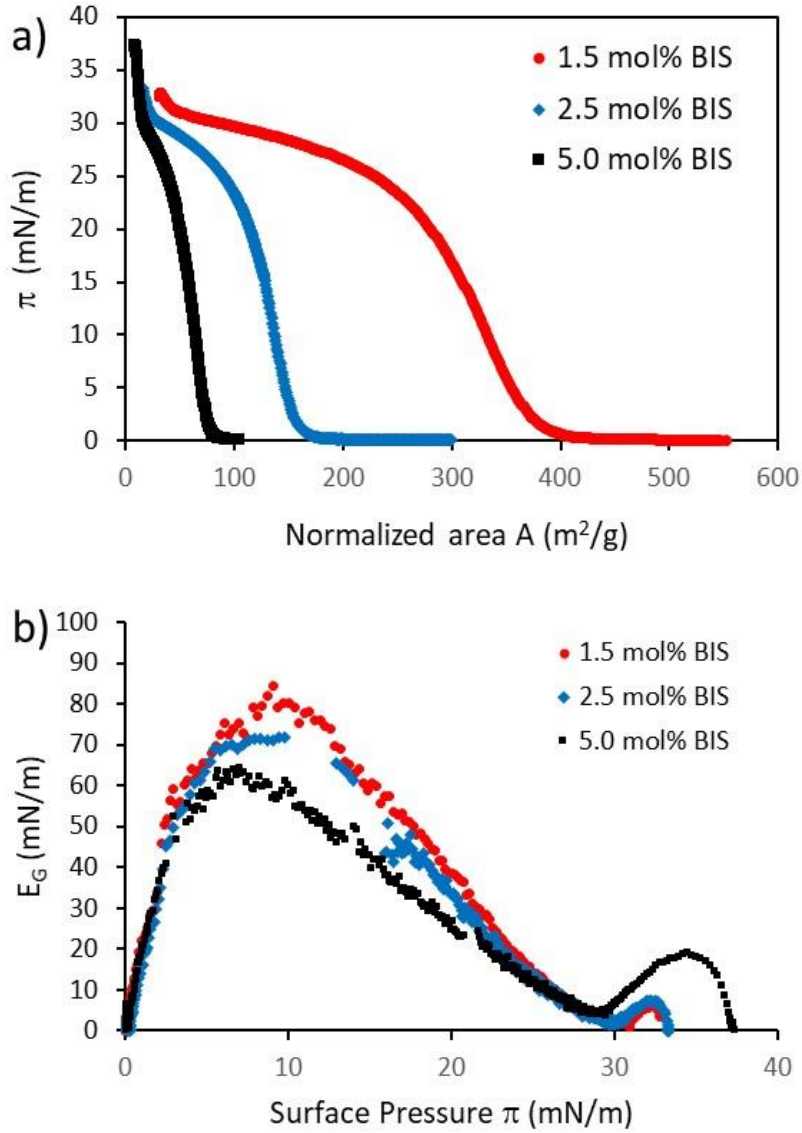 a)
40
35
30
25
20
15
10
5
0
π (mN/m)
1.5 mol% BIS
2.5 mol% BIS
5.0 mol% BIS
0 100 200 300 400 500 600
Normalized area A (m²/g)
b)
100
90
80
70
60
50
40
30
20
10
0
E_G (mN/m)
1.5 mol% BIS
2.5 mol% BIS
5.0 mol% BIS
0 10 20 30 40
Surface Pressure π (mN/m)